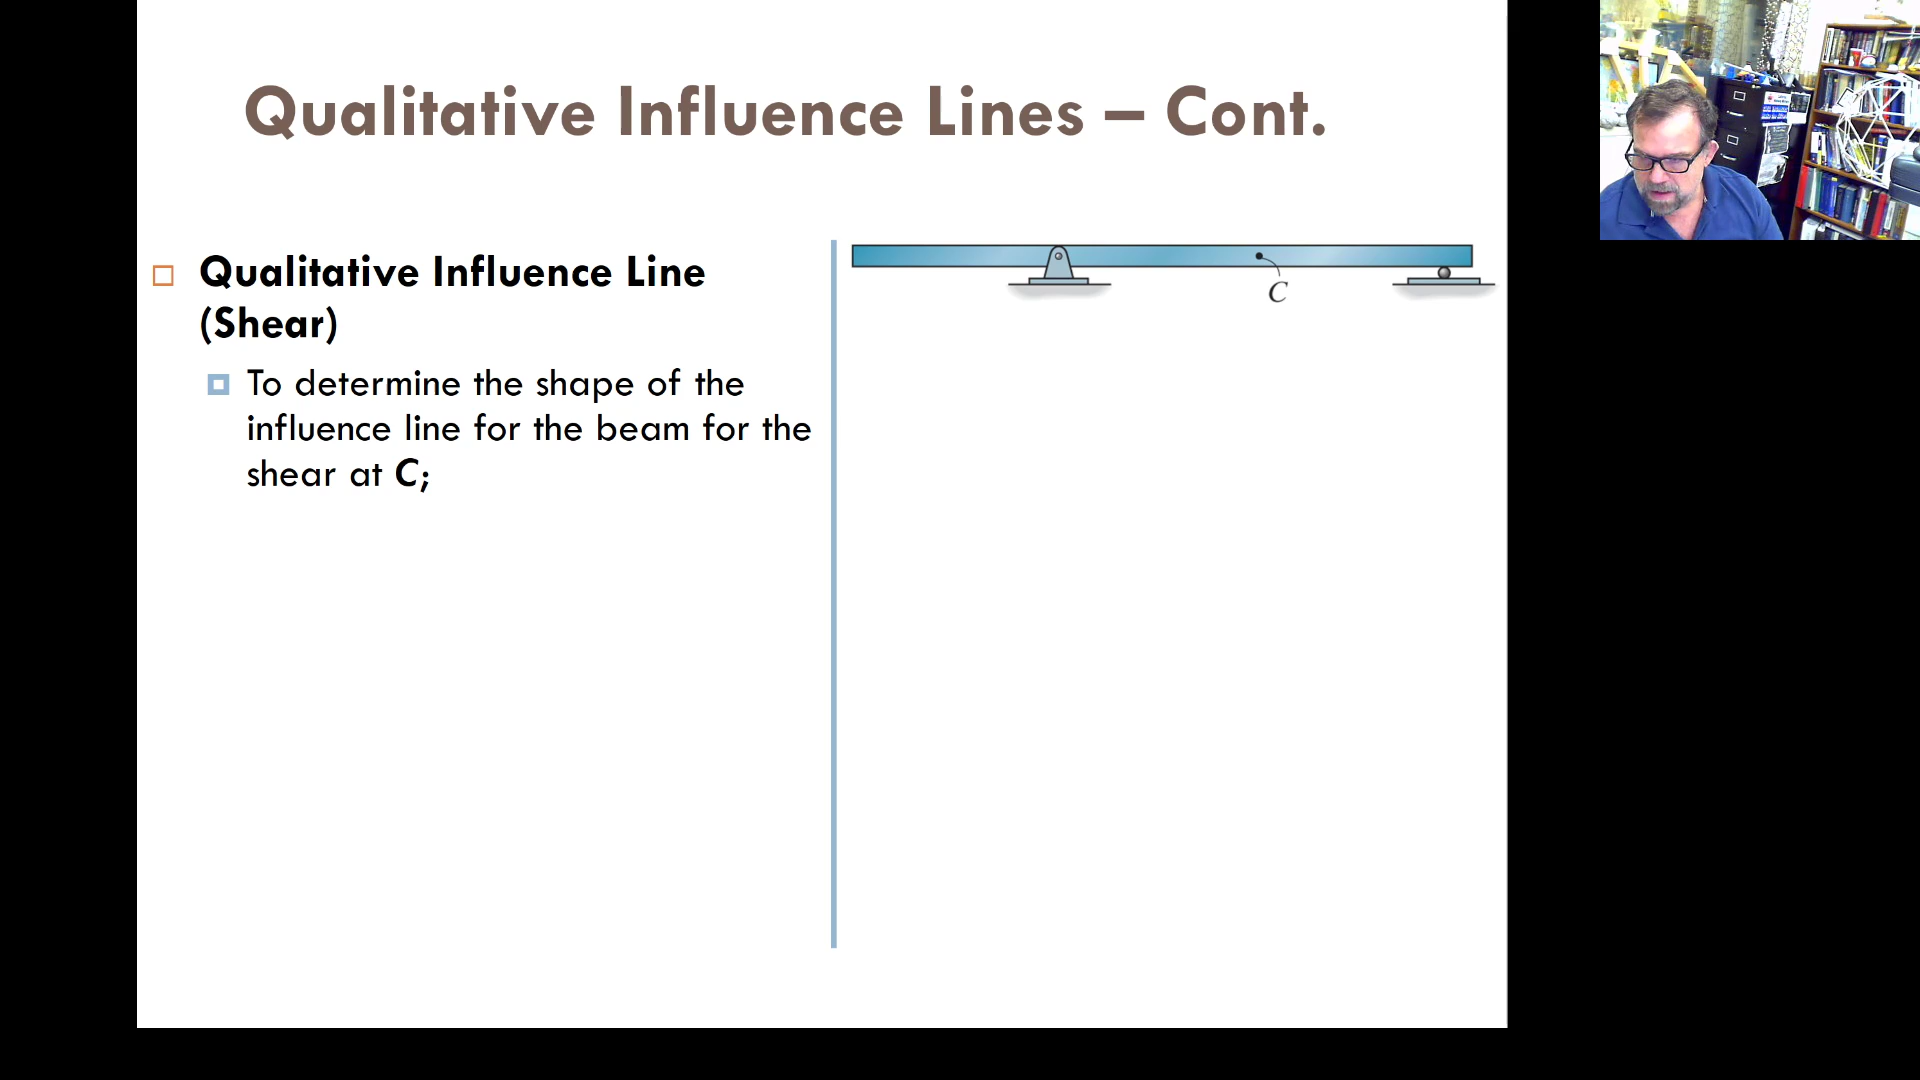 Qualitative Influence Lines – Cont.
Qualitative Influence Line
(Shear)
To determine the shape of the
influence line for the beam for the
shear at C;
C